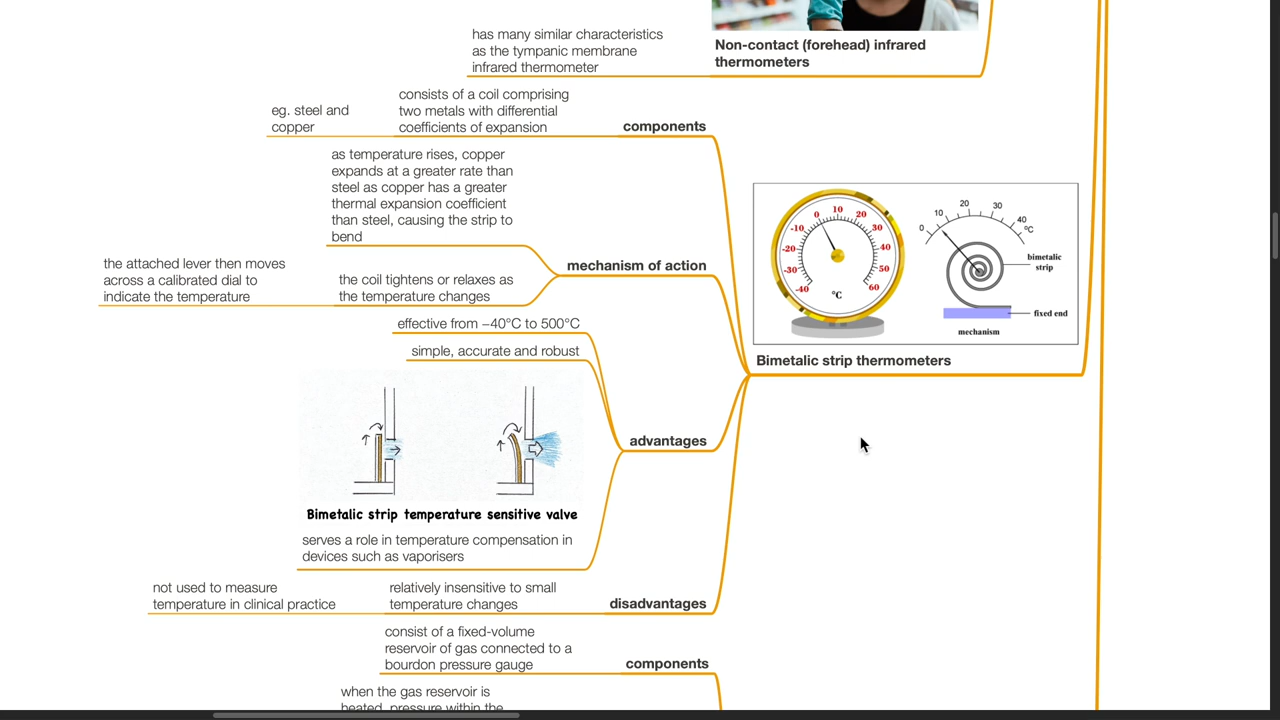 has many similar characteristics
as the tympanic membrane
infrared thermometer
Non-contact (forehead) infrared
thermometers
eg. steel and
copper
consists of a coil comprising
two metals with differential
coefficients of expansion
components
as temperature rises, copper
expands at a greater rate than
steel as copper has a greater
thermal expansion coefficient
than steel, causing the strip to
bend
the attached lever then moves
across a calibrated dial to
indicate the temperature
the coil tightens or relaxes as
the temperature changes
mechanism of action
-40
-30
-20
-10
0
10
20
30
40
50
60
°C
0
10
20
30
40
°C
bimetalic
strip
fixed end
mechanism
Bimetalic strip thermometers
effective from −40°C to 500°C
simple, accurate and robust
Bimetalic strip temperature sensitive valve
serves a role in temperature compensation in
devices such as vaporisers
advantages
not used to measure
temperature in clinical practice
relatively insensitive to small
temperature changes
disadvantages
consist of a fixed-volume
reservoir of gas connected to a
bourdon pressure gauge
components
when the gas reservoir is
heated, pressure within the